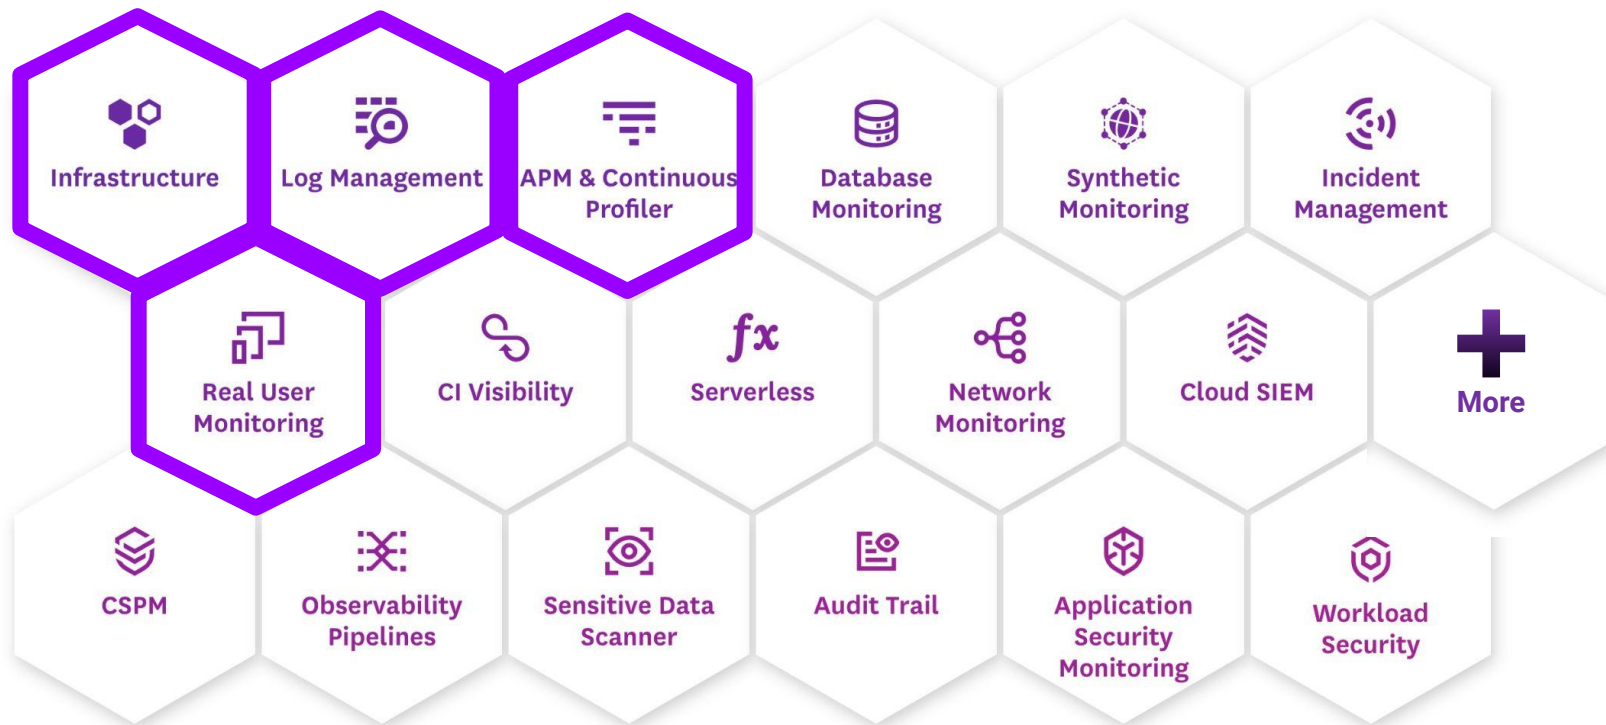 Infrastructure
Log Management
APM & Continuous
Profiler
Database
Monitoring
Synthetic
Monitoring
Incident
Management
Real User
Monitoring
CI Visibility
fx
Serverless
Network
Monitoring
Cloud SIEM
More
CSPM
Observability
Pipelines
Sensitive Data
Scanner
Audit Trail
Application
Security
Monitoring
Workload
Security